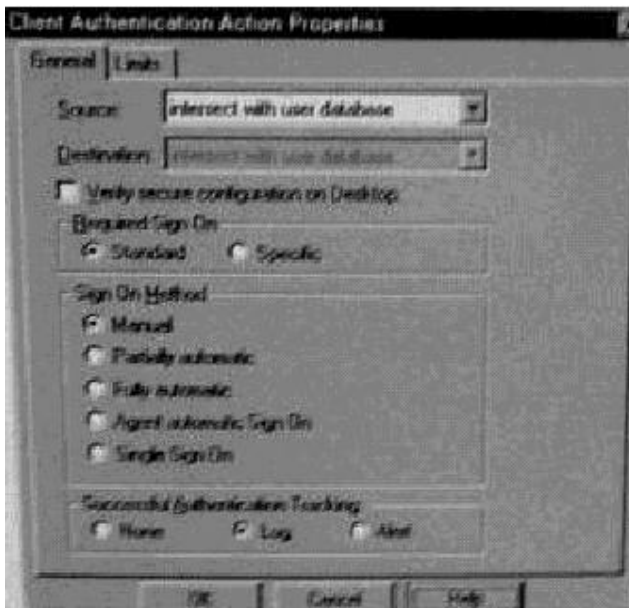 Client Authentication Action Properties
General Limits
Source: intersect with user database
Destination: intersect with user database
Verify secure configuration on Desktop
Required Sign On
Standard Specific
Sign On Method
Manual
Partially automatic
Fully automatic
Agent automatic Sign On
Single Sign On
Successful Authentication Tracking
None Log Alert
OK Cancel Help